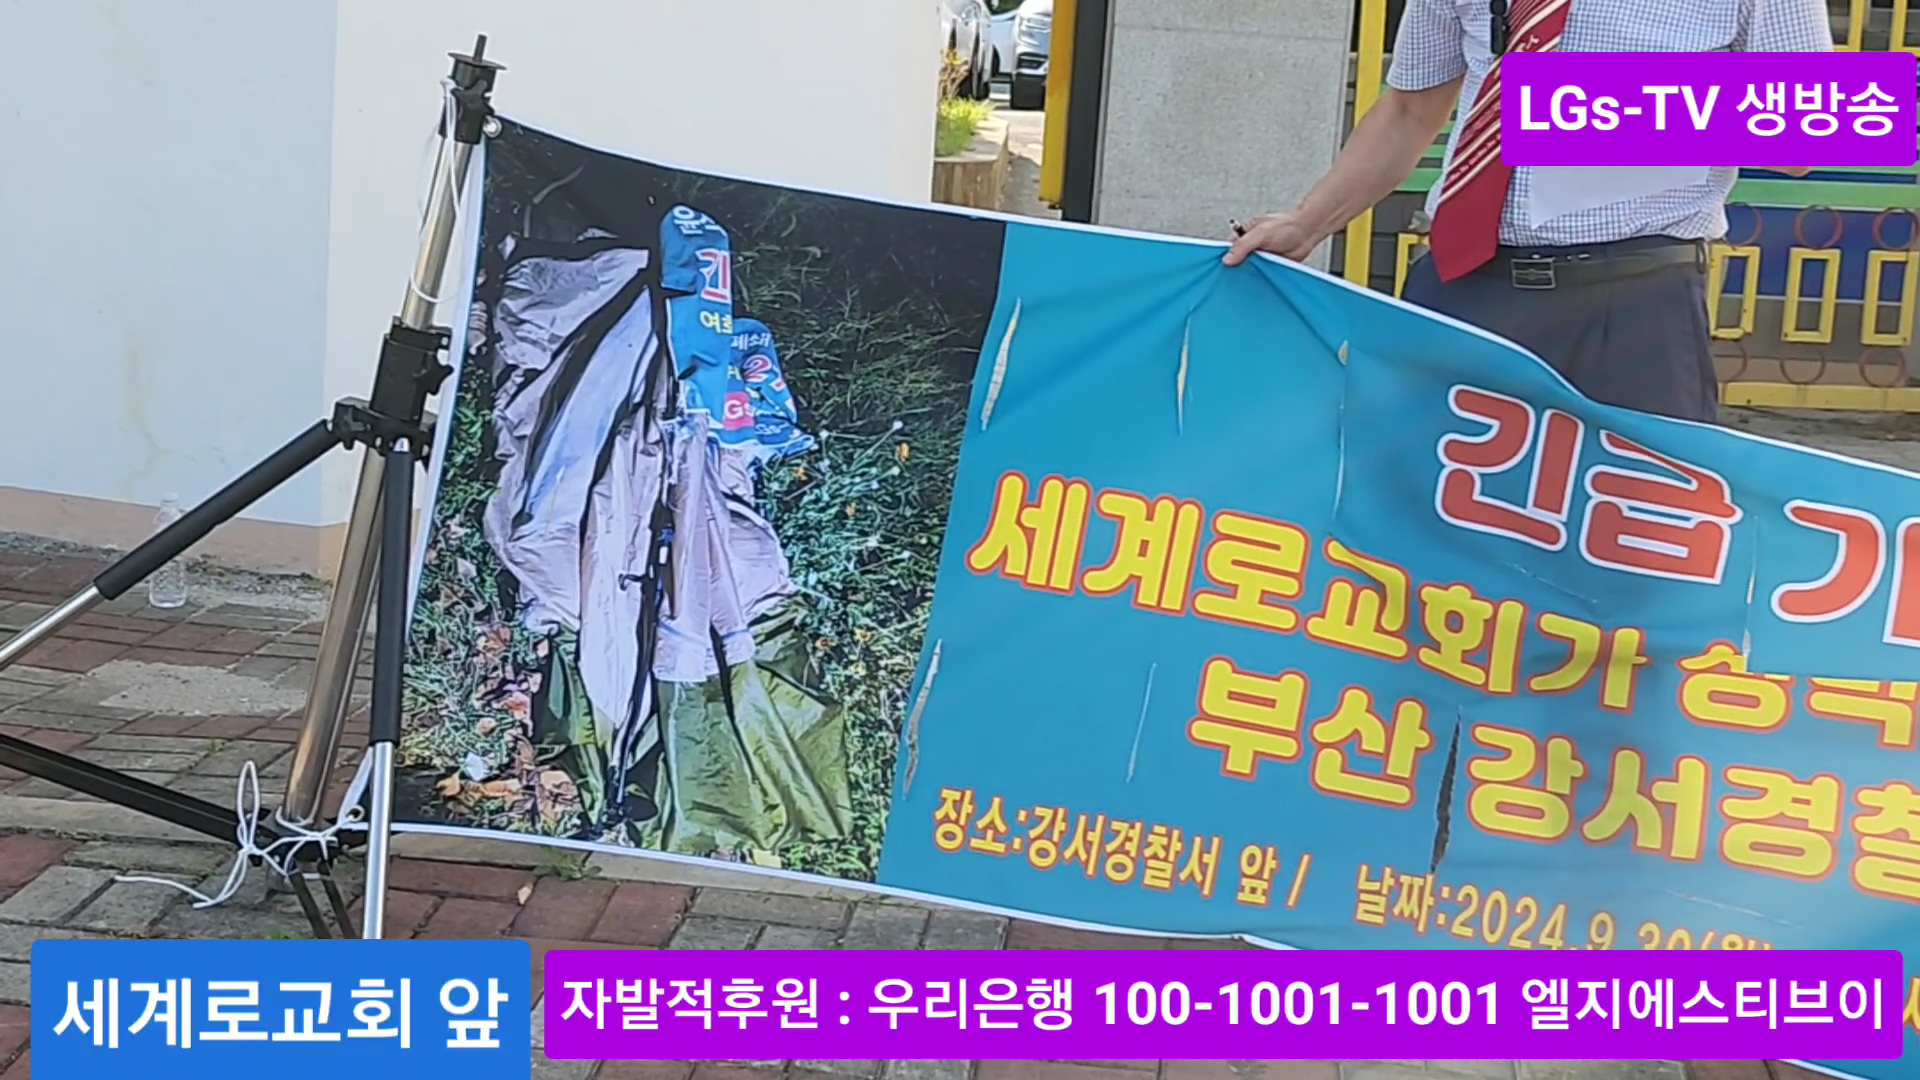 LGs-TV 생방송
긴급
세계로교회가
부산 강서경찰
장소:강서경찰서 앞 / 날짜:2024.9.30(월)
세계로교회 앞
자발적후원 : 우리은행 100-1001-1001 엘지에스티브이